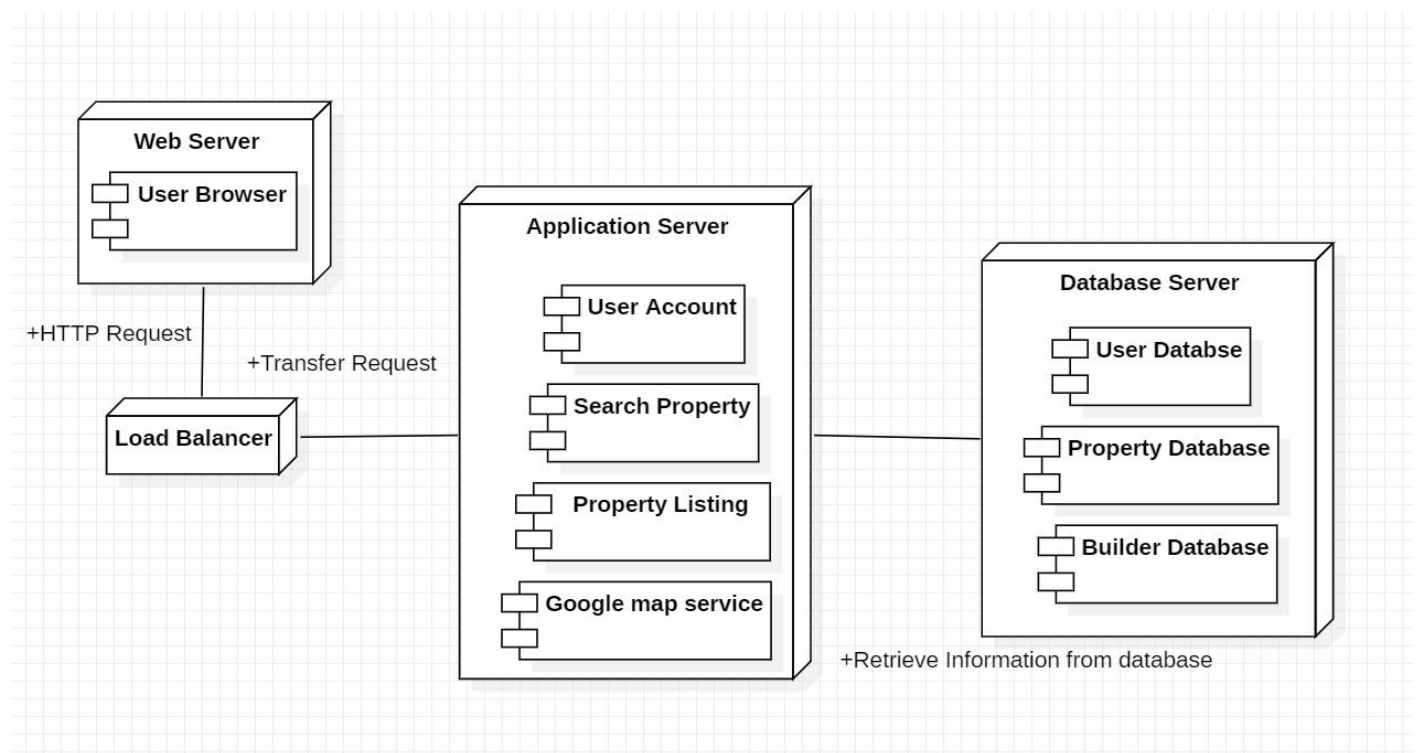 Web Server
User Browser
+HTTP Request
+Transfer Request
Load Balancer
Application Server
User Account
Search Property
Property Listing
Google map service
Database Server
User Databse
Property Database
Builder Database
+Retrieve Information from database